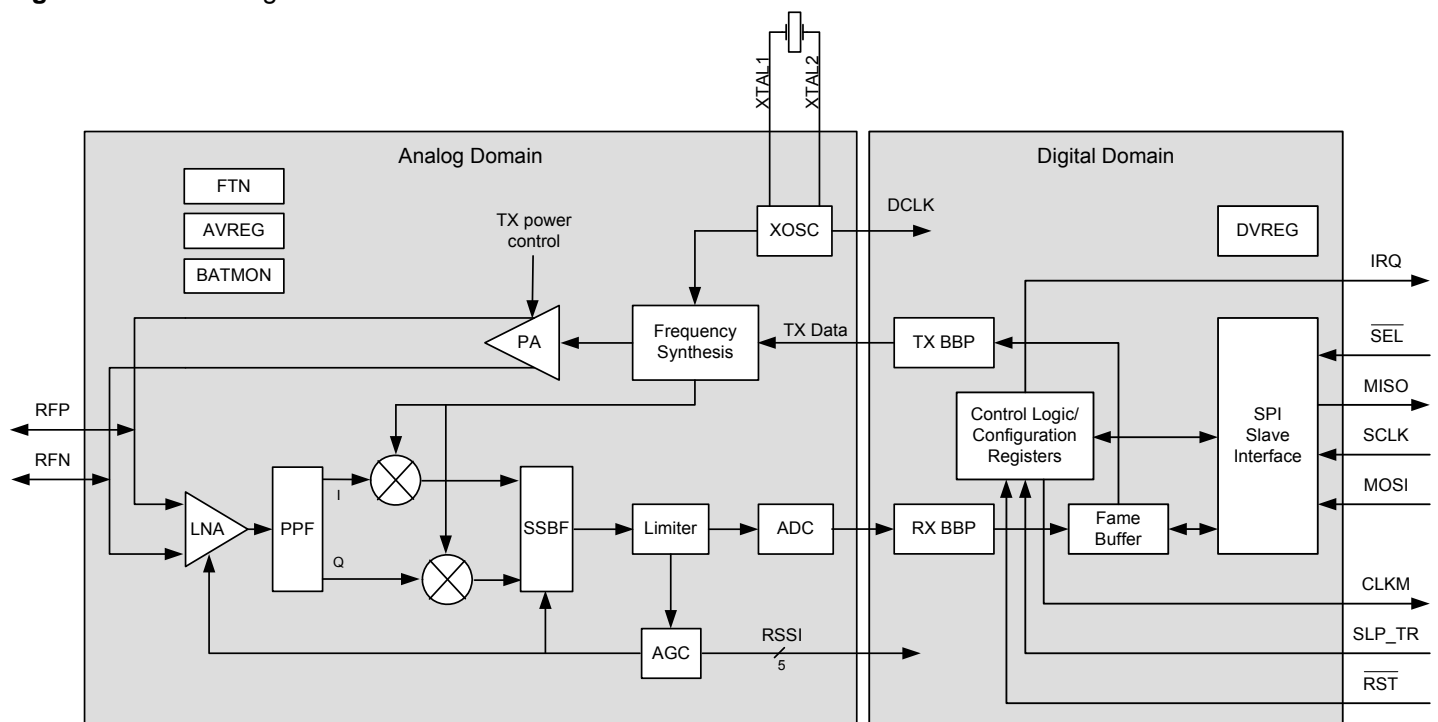 XTAL1
XTAL2
Analog Domain
Digital Domain
FTN
AVREG
BATMON
TX power
control
XOSC
DCLK
DVREG
IRQ
PA
Frequency
Synthesis
TX Data
TX BBP
SEL
MISO
SCLK
MOSI
Control Logic/
Configuration
Registers
SPI
Slave
Interface
RFP
RFN
LNA
PPF
I
Q
SSBF
Limiter
ADC
RX BBP
Fame
Buffer
AGC
RSSI
5
CLKM
SLP_TR
RST